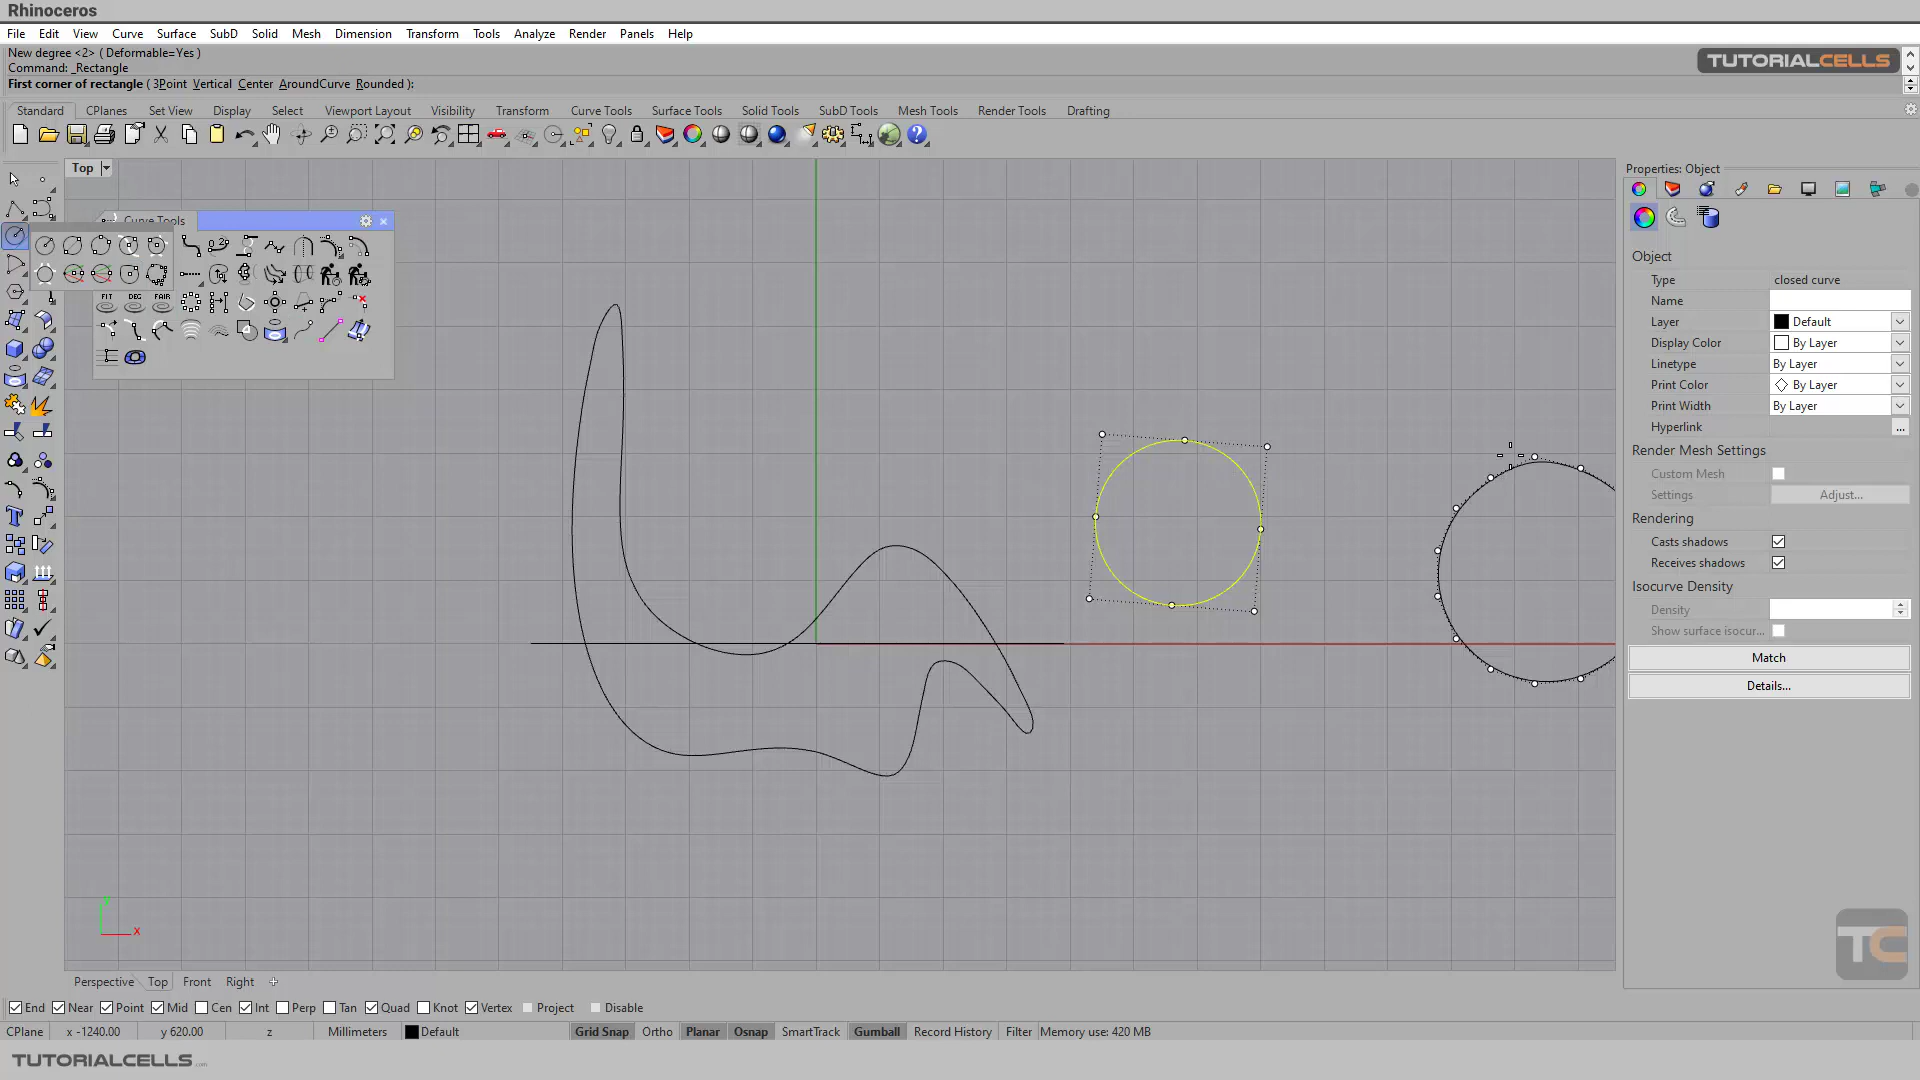 Rhinoceros
File Edit View Curve Surface SubD Solid Mesh Dimension Transform Tools Analyze Render Panels Help
New degree <2> ( Deformable=Yes )
Command: _Rectangle
First corner of rectangle ( 3Point Vertical Center AroundCurve Rounded ):
TUTORIALCELLS
Standard CPlanes Set View Display Select Viewport Layout Visibility Transform Curve Tools Surface Tools Solid Tools SubD Tools Mesh Tools Render Tools Drafting
Top
Curve Tools
FIT DEG FAIR
Properties: Object
Object
Type closed curve
Name
Layer Default
Display Color By Layer
Linetype By Layer
Print Color By Layer
Print Width By Layer
Hyperlink ...
Render Mesh Settings
Custom Mesh
Settings Adjust...
Rendering
Casts shadows
Receives shadows
Isocurve Density
Density
Show surface isocur...
Match
Details...
y
x
TC
Perspective Top Front Right
End Near Point Mid Cen Int Perp Tan Quad Knot Vertex Project Disable
CPlane x -1240.00 y 620.00 z Millimeters Default Grid Snap Ortho Planar Osnap SmartTrack Gumball Record History Filter Memory use: 420 MB
TUTORIALCELLS.com